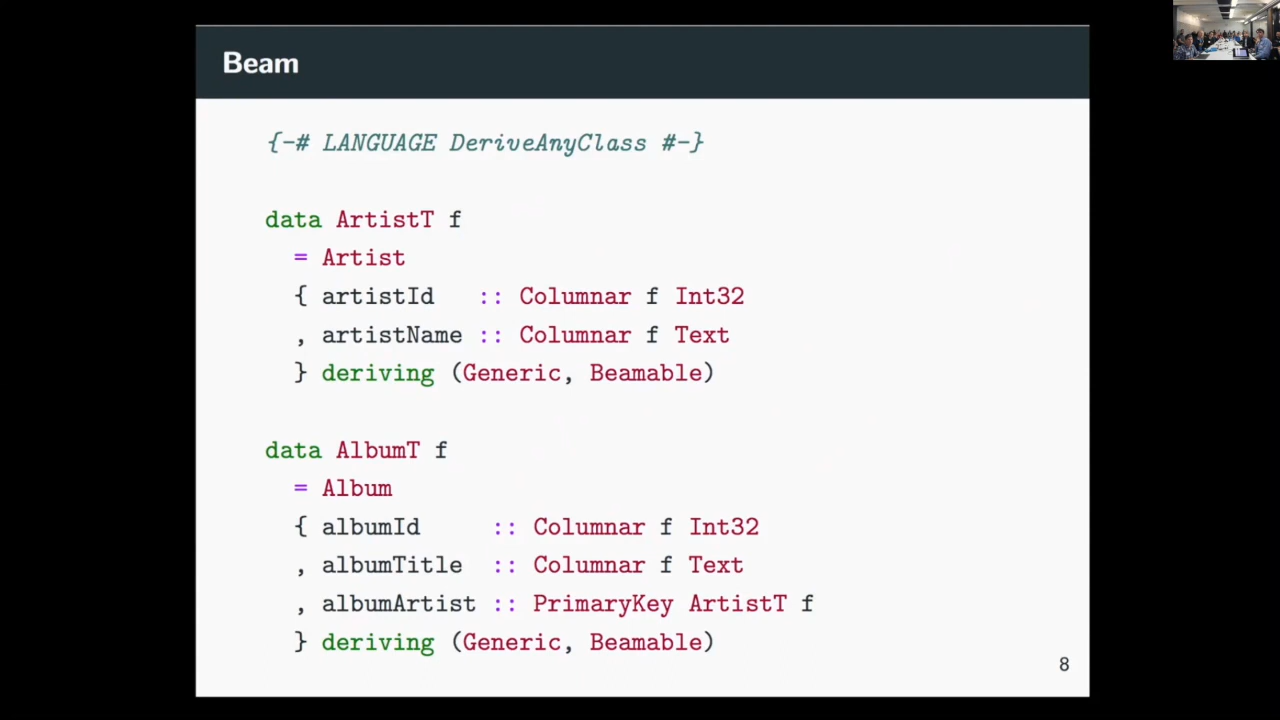 Beam
{-# LANGUAGE DeriveAnyClass #-}
data ArtistT f
= Artist
{ artistId :: Columnar f Int32
, artistName :: Columnar f Text
} deriving (Generic, Beamable)
data AlbumT f
= Album
{ albumId :: Columnar f Int32
, albumTitle :: Columnar f Text
, albumArtist :: PrimaryKey ArtistT f
} deriving (Generic, Beamable)
8